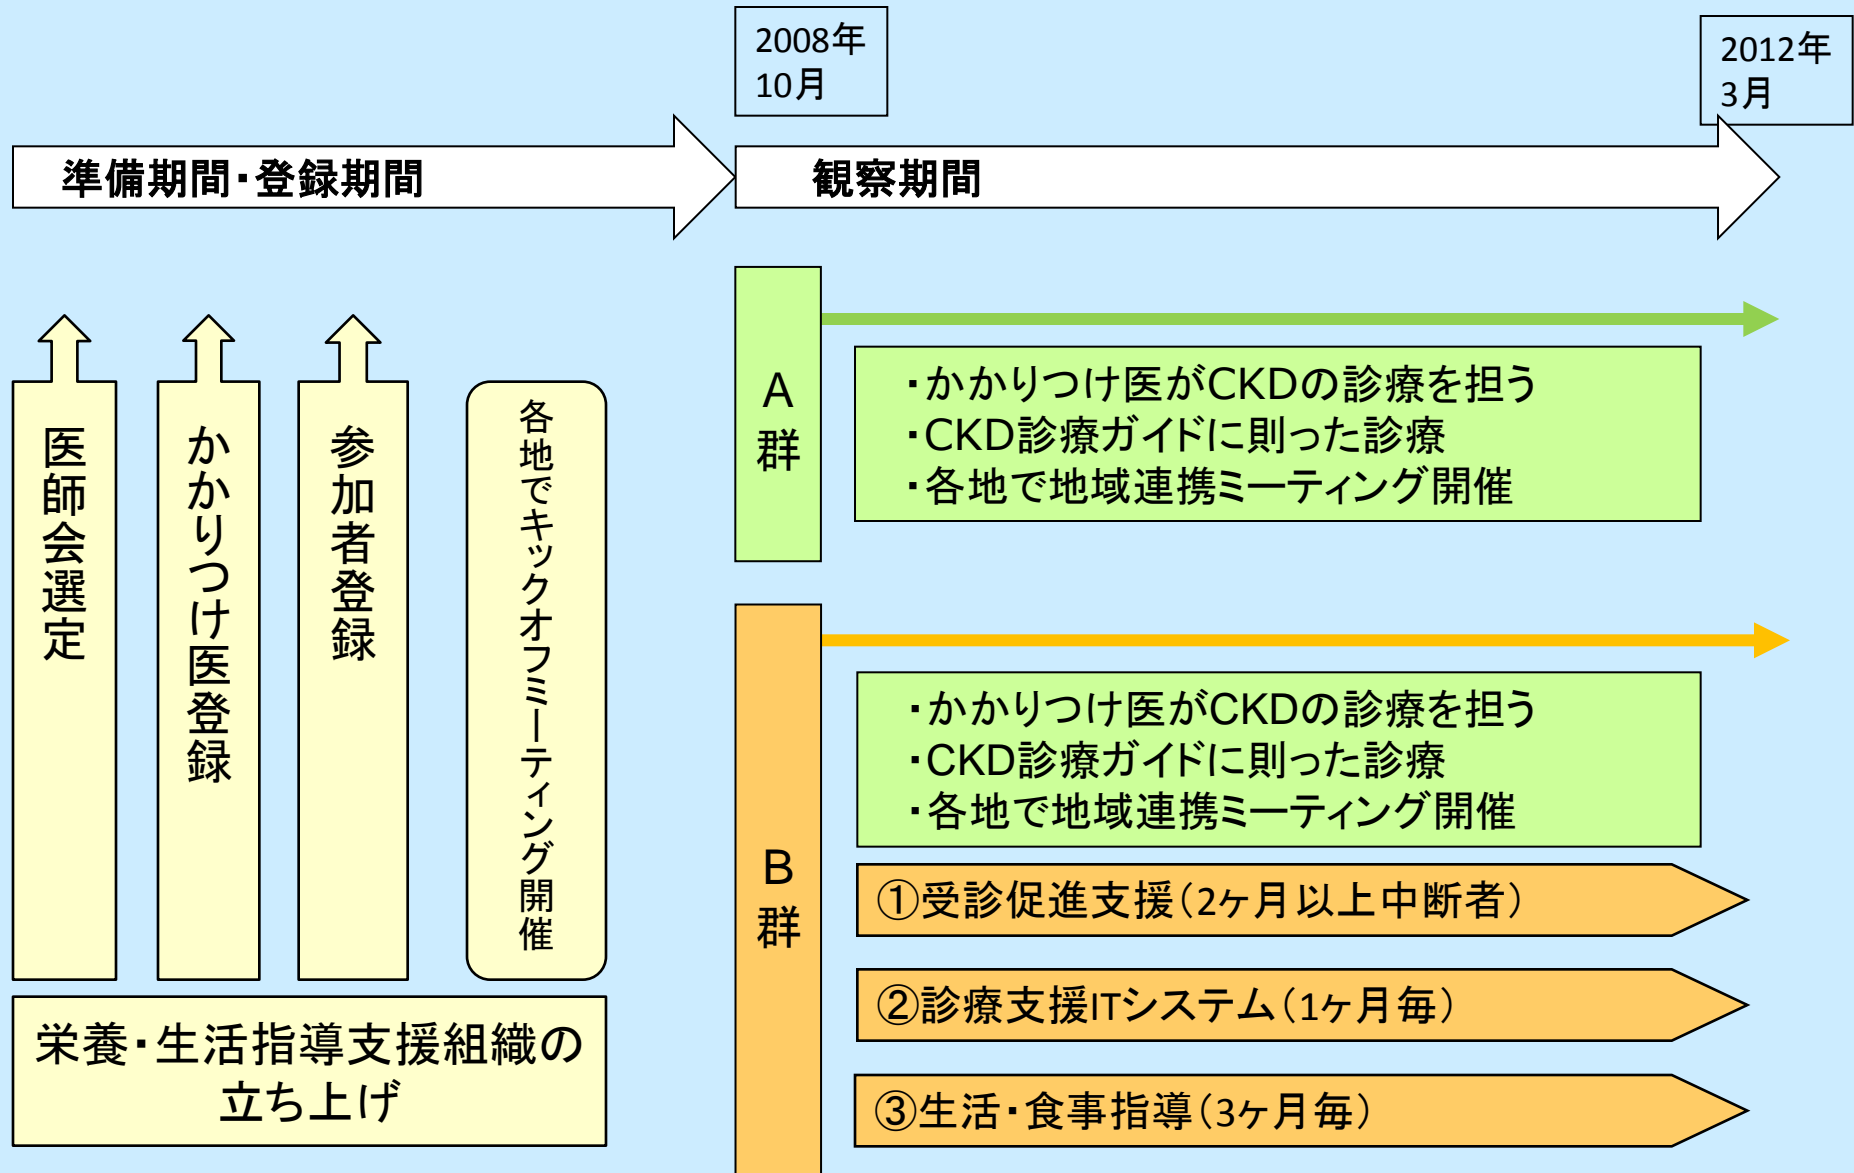 2008年
10月
2012年
3月
準備期間・登録期間
観察期間
医師会選定
かかりつけ医登録
参加者登録
各地でキックオフミーティング開催
栄養・生活指導支援組織の
立ち上げ
A
群
・かかりつけ医がCKDの診療を担う
・CKD診療ガイドに則った診療
・各地で地域連携ミーティング開催
B
群
・かかりつけ医がCKDの診療を担う
・CKD診療ガイドに則った診療
・各地で地域連携ミーティング開催
①受診促進支援（2ヶ月以上中断者）
②診療支援ITシステム（1ヶ月毎）
③生活・食事指導（3ヶ月毎）